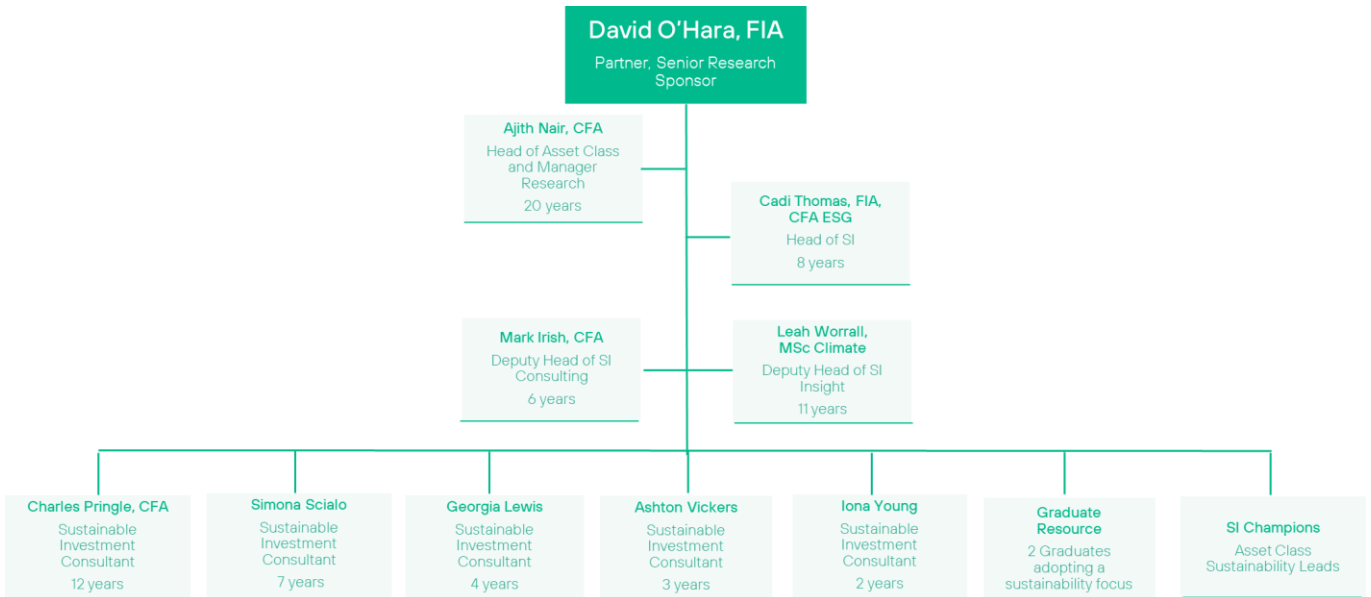 David O'Hara, FIA
Partner, Senior Research
Sponsor
Ajith Nair, CFA
Head of Asset Class
and Manager
Research
20 years
Cadi Thomas, FIA,
CFA ESG
Head of SI
8 years
Mark Irish, CFA
Deputy Head of SI
Consulting
6 years
Leah Worrall,
MSc Climate
Deputy Head of SI
Insight
11 years
Charles Pringle, CFA
Sustainable
Investment
Consultant
12 years
Simona Scialo
Sustainable
Investment
Consultant
7 years
Georgia Lewis
Sustainable
Investment
Consultant
4 years
Ashton Vickers
Sustainable
Investment
Consultant
3 years
Iona Young
Sustainable
Investment
Consultant
2 years
Graduate
Resource
2 Graduates
adopting a
sustainability focus
SI Champions
Asset Class
Sustainability Leads